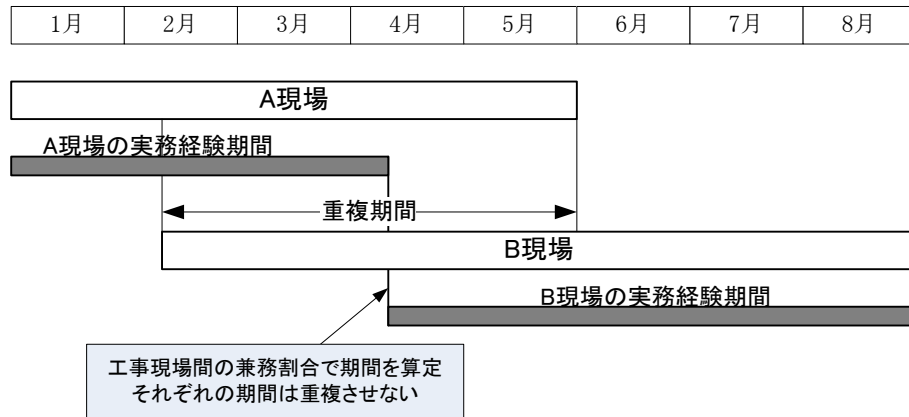 1月 2月 3月 4月 5月 6月 7月 8月
A現場
A現場の実務経験期間
重複期間
B現場
B現場の実務経験期間
工事現場間の兼務割合で期間を算定
それぞれの期間は重複させない